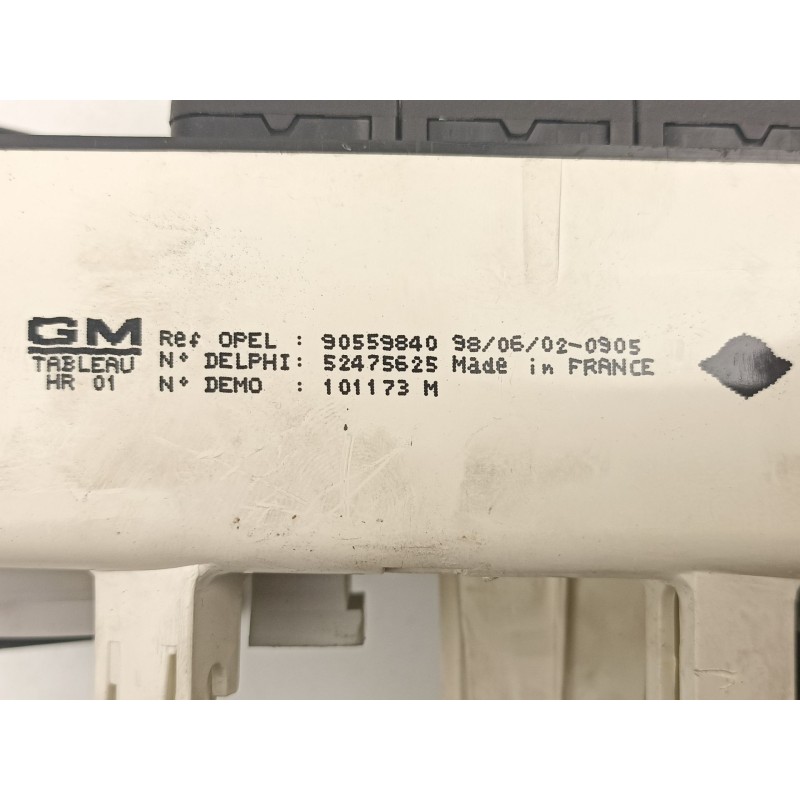 GM
TABLEAU
HR 01
Ref OPEL : 90559840 98/06/02-0905
N° DELPHI: 52475625 Made in FRANCE
N° DEMO : 101173 M